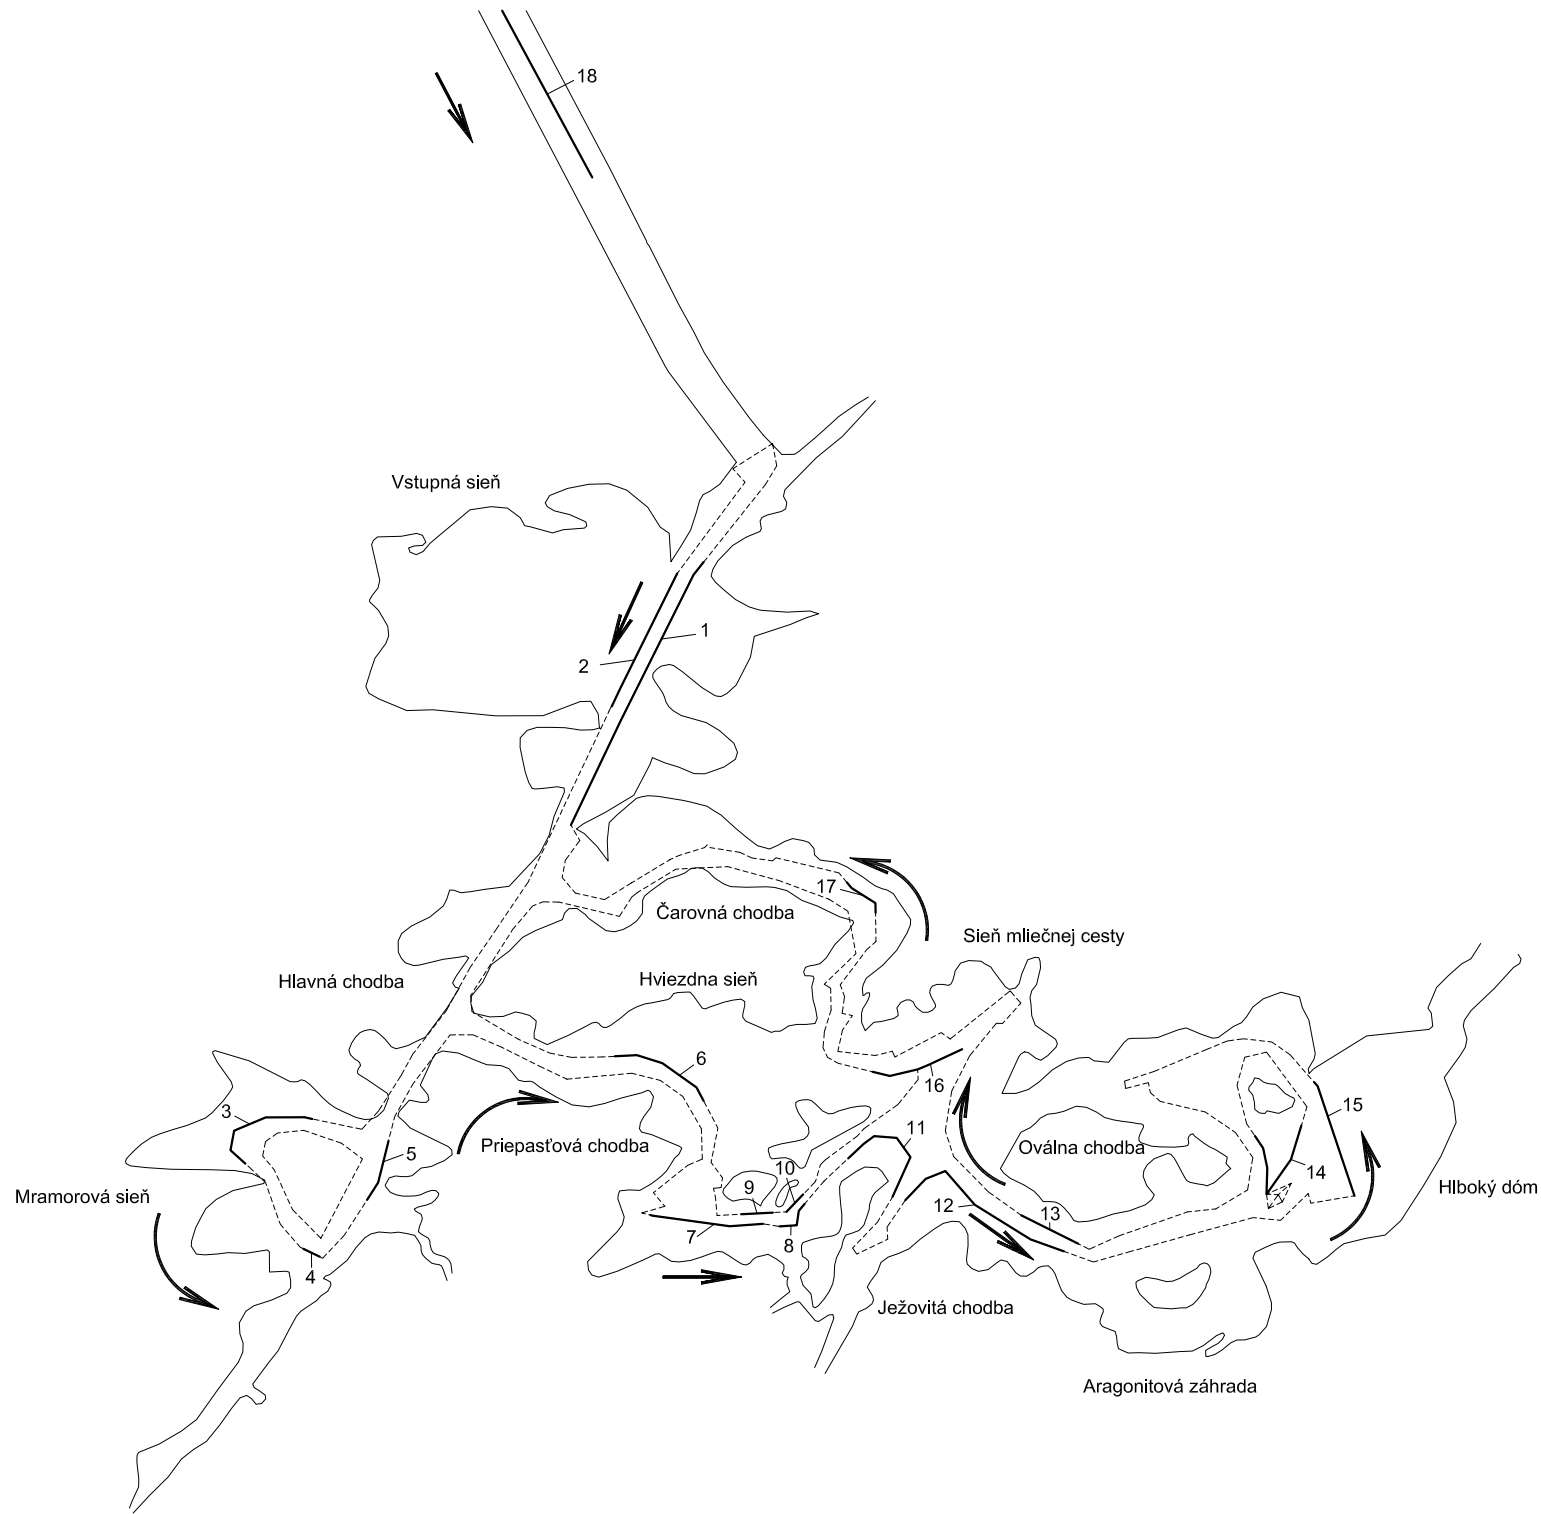 18
Vstupná sieň
1
2
17
Čarovná chodba
Sieň mliečnej cesty
Hlavná chodba
Hviezdna sieň
6
16
3
15
11
Priepasťová chodba
Oválna chodba
5
10
14
Mramorová sieň
9
Hlboký dóm
12
13
7
8
4
Ježovitá chodba
Aragonitová záhrada